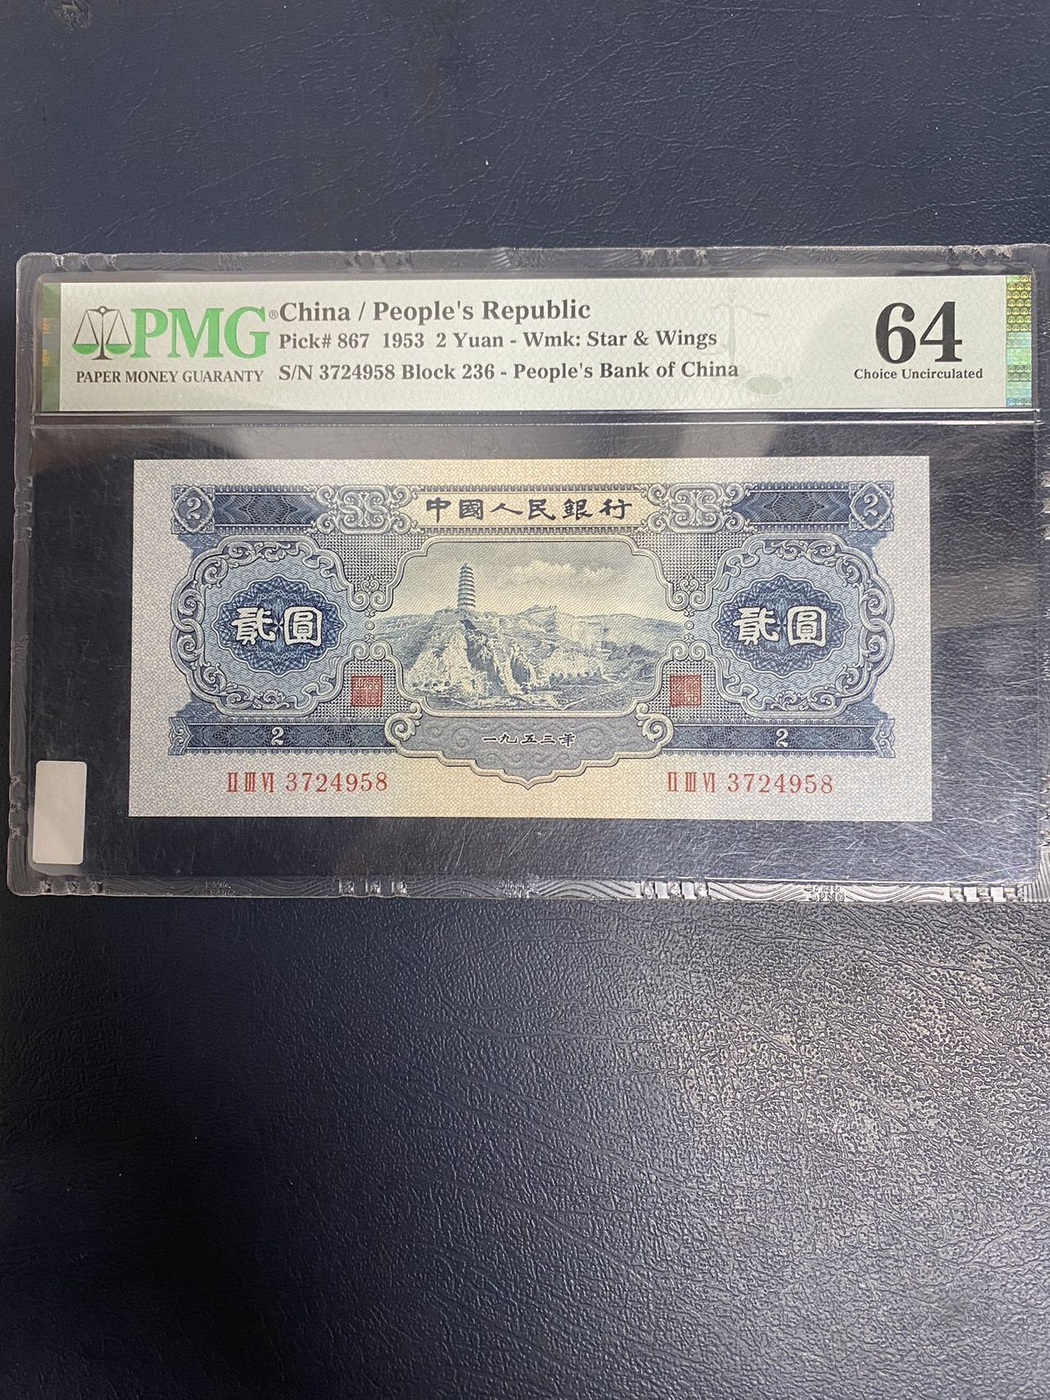 PMG®
PAPER MONEY GUARANTY
China / People's Republic
Pick# 867 1953 2 Yuan - Wmk: Star & Wings
S/N 3724958 Block 236 - People's Bank of China
64
Choice Uncirculated
2 中國人民銀行 2
貳圓 貳圓
一九五三年
2 2
II III VI 3724958 II III VI 3724958